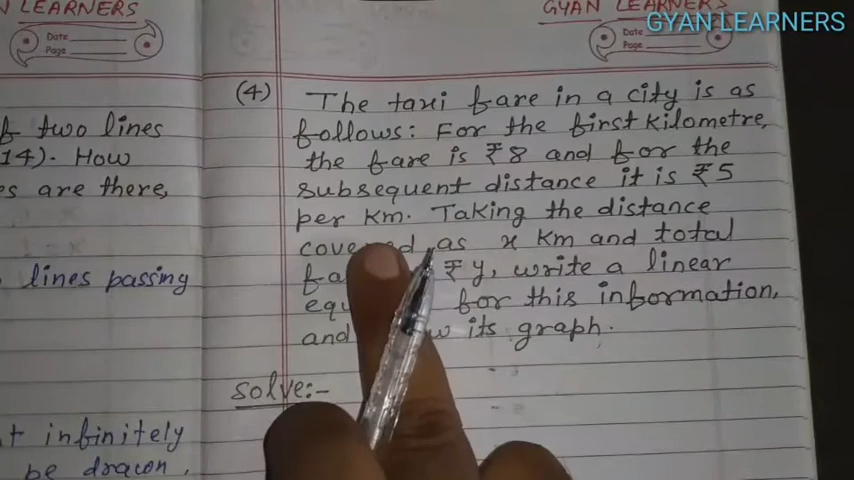 N LEARNERS
Date
Page
GYAN LEARNERS
Date
Page
GYAN LEARNERS
two lines
14). How
es are there,
lines passing
t infinitely
be drawn.
(4) The taxi fare in a city is as
follows: For the first kilometre,
the fare is ₹8 and for the
subsequent distance it is ₹5
per km. Taking the distance
as x km and total
₹y, write a linear
for this information,
and its graph.
solve:-